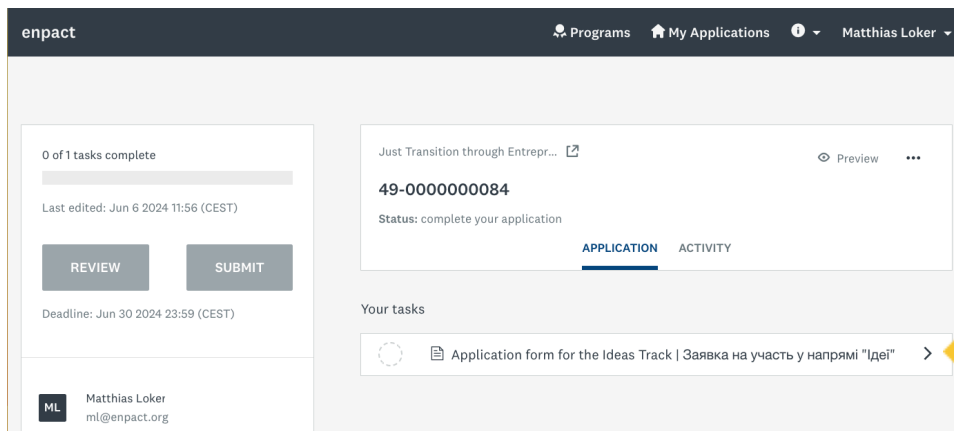 enpact
Programs
My Applications
Matthias Loker
0 of 1 tasks complete
Last edited: Jun 6 2024 11:56 (CEST)
REVIEW
SUBMIT
Deadline: Jun 30 2024 23:59 (CEST)
ML
Matthias Loker
ml@enpact.org
Just Transition through Entrepr...
Preview
49-0000000084
Status: complete your application
APPLICATION
ACTIVITY
Your tasks
Application form for the Ideas Track | Заявка на участь у напрямі "Ідеї"